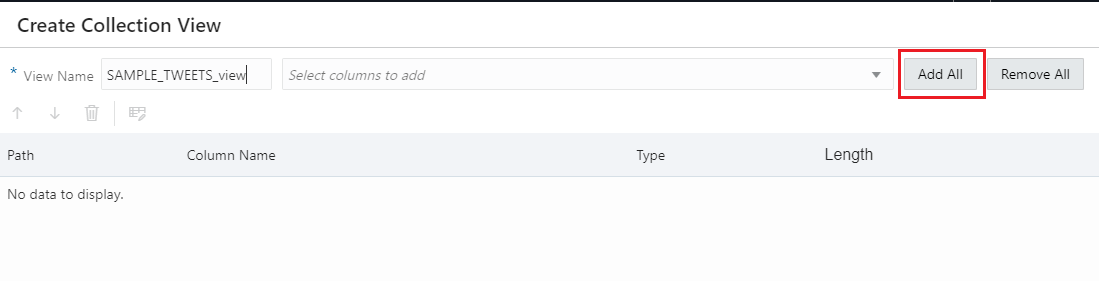 Create Collection View
* View Name SAMPLE_TWEETS_view Select columns to add Add All Remove All
Path Column Name Type Length
No data to display.